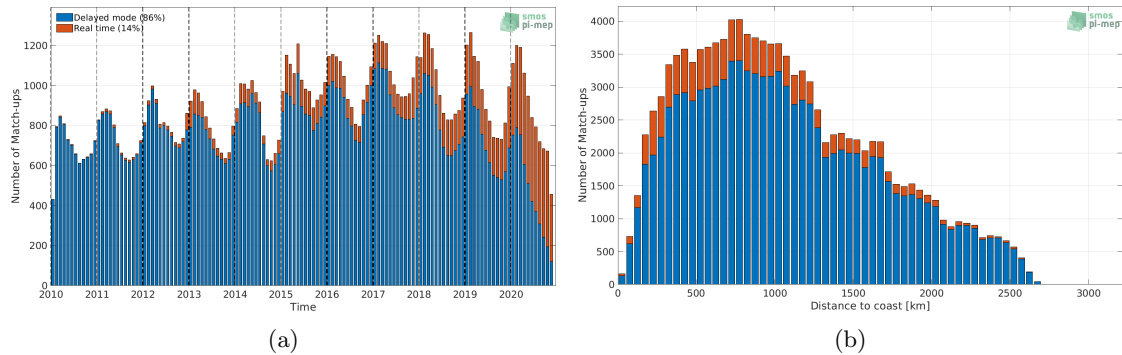 Delayed mode (86%)
Real time (14%)
smos
pi-mep
Number of Match-ups
1200
1000
800
600
400
200
0
2010 2011 2012 2013 2014 2015 2016 2017 2018 2019 2020
Time
(a)
smos
pi-mep
Number of Match-ups
4000
3500
3000
2500
2000
1500
1000
500
0
0 500 1000 1500 2000 2500 3000
Distance to coast [km]
(b)